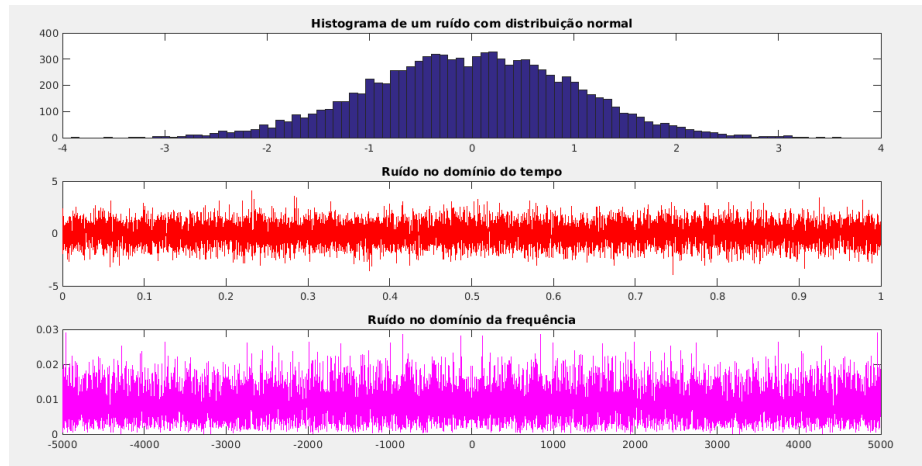 Histograma de um ruído com distribuição normal
400
300
200
100
0
-4 -3 -2 -1 0 1 2 3 4
Ruído no domínio do tempo
5
0
-5
0 0.1 0.2 0.3 0.4 0.5 0.6 0.7 0.8 0.9 1
Ruído no domínio da frequência
0.03
0.02
0.01
0
-5000 -4000 -3000 -2000 -1000 0 1000 2000 3000 4000 5000